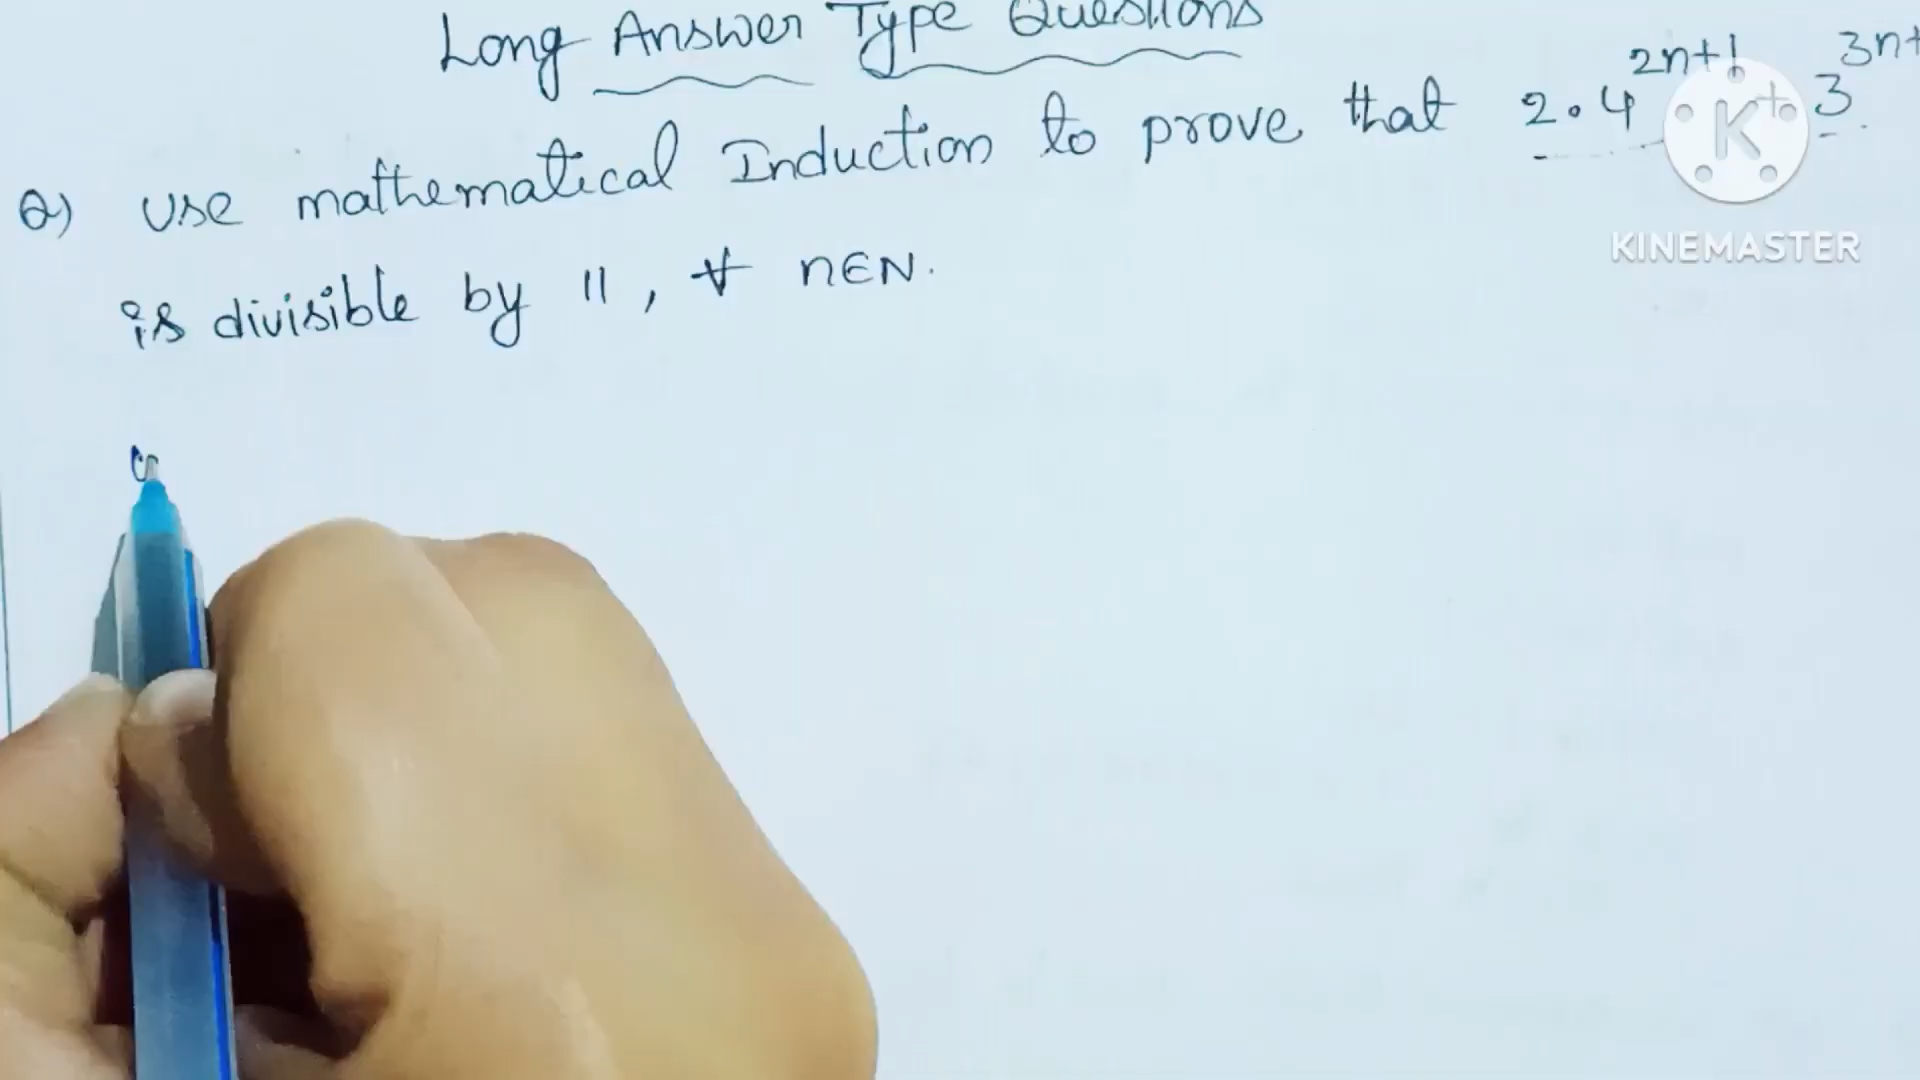 Long Answer Type Questions
Q) Use mathematical Induction to prove that 2.4^2n+1 + 3^3n+
is divisible by 11, ∀ n∈N.
K
KINEMASTER